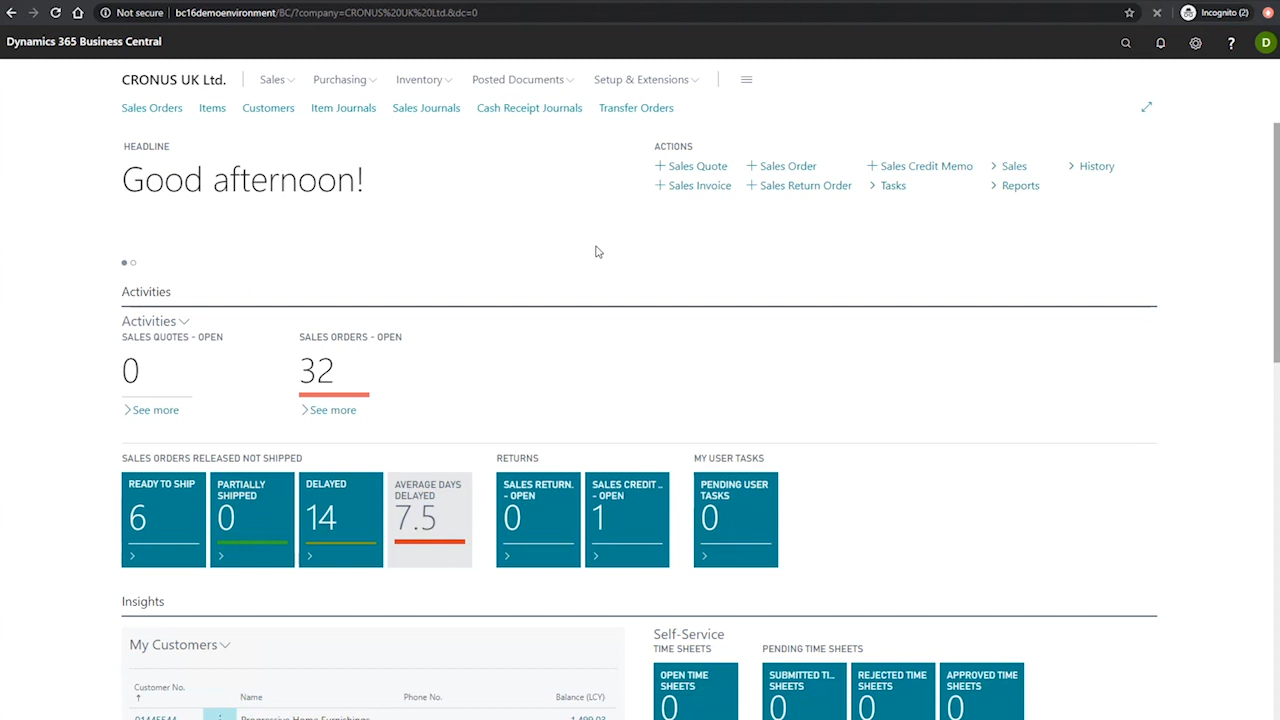 Not secure | bc16demoenvironment/BC/?company=CRONUS%20UK%20Ltd.&dc=0
Incognito (2)
Dynamics 365 Business Central
? D
CRONUS UK Ltd. Sales Purchasing Inventory Posted Documents Setup & Extensions
Sales Orders Items Customers Item Journals Sales Journals Cash Receipt Journals Transfer Orders
HEADLINE
Good afternoon!
ACTIONS
+ Sales Quote + Sales Order + Sales Credit Memo > Sales > History
+ Sales Invoice + Sales Return Order > Tasks > Reports
Activities
Activities
SALES QUOTES - OPEN SALES ORDERS - OPEN
0 32
>See more >See more
SALES ORDERS RELEASED NOT SHIPPED RETURNS MY USER TASKS
READY TO SHIP
6
PARTIALLY
SHIPPED
0
DELAYED
14
AVERAGE DAYS
DELAYED
7.5
SALES RETURN.
- OPEN
0
SALES CREDIT ..
- OPEN
1
PENDING USER
TASKS
0
Insights
My Customers
Customer No.
↑ Name Phone No. Balance (LCY)
01445544 Progressive Home Furnishings 1,499.03
Self-Service
TIME SHEETS PENDING TIME SHEETS
OPEN TIME
SHEETS
0
SUBMITTED TI...
SHEETS
0
REJECTED TIME
SHEETS
0
APPROVED TIME
SHEETS
0